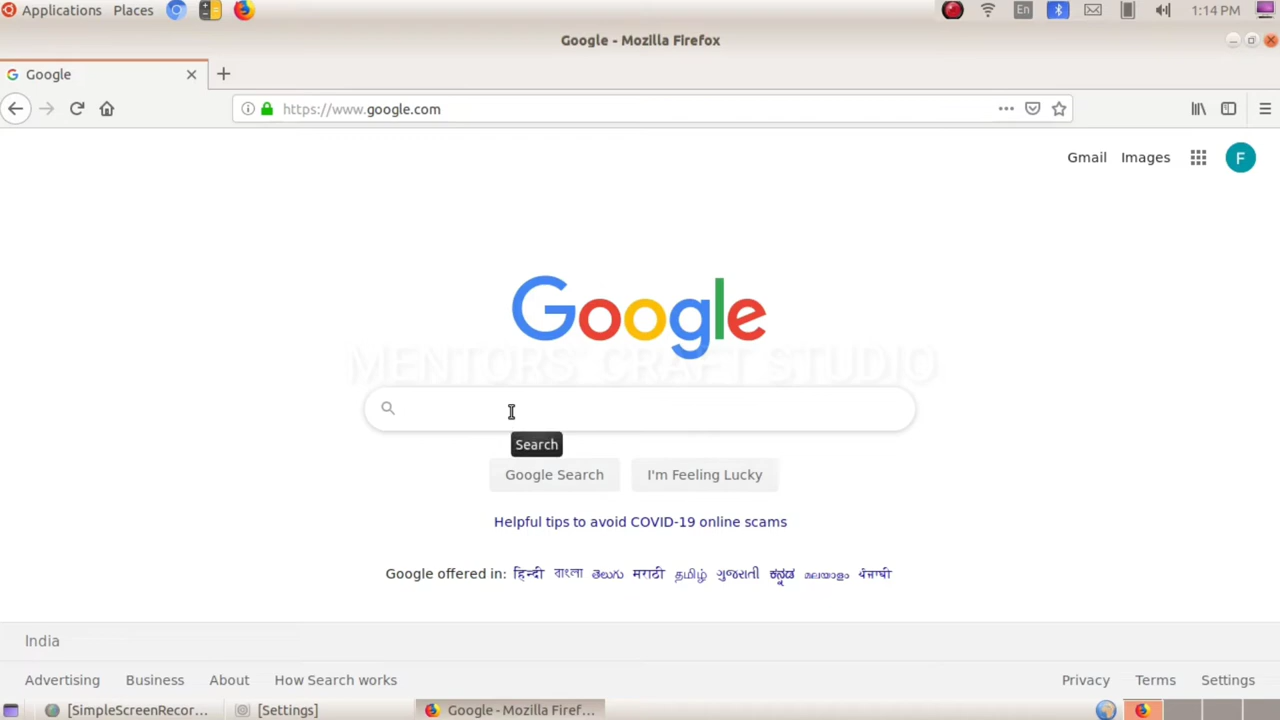 Applications Places En 1:14 PM
Google - Mozilla Firefox
Google
https://www.google.com
Gmail Images F
Google
MENTORS' CRAFT STUDIO
Search
Google Search I'm Feeling Lucky
Helpful tips to avoid COVID-19 online scams
Google offered in: हिन्दी বাংলা తెలుగు मराठी தமிழ் ગુજરાતી ಕನ್ನಡ മലയാളം ਪੰਜਾਬੀ
India
Advertising Business About How Search works Privacy Terms Settings
[SimpleScreenRecor... [Settings] Google - Mozilla Firef...